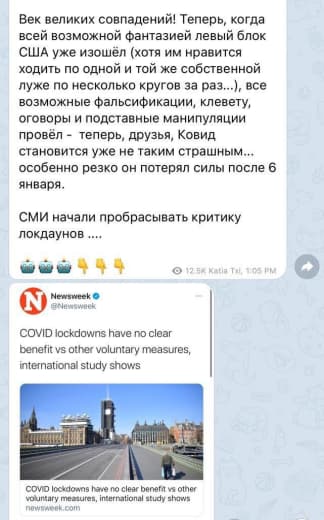 Век великих совпадений! Теперь, когда
всей возможной фантазией левый блок
США уже изошёл (хотя им нравится
ходить по одной и той же собственной
луже по несколько кругов за раз...), все
возможные фальсификации, клевету,
оговоры и подставные манипуляции
провёл - теперь, друзья, Ковид
становится уже не таким страшным...
особенно резко он потерял силы после 6
января.
СМИ начали пробрасывать критику
локдаунов ....
12.5K Katia Txi, 1:05 PM
N
Newsweek
@Newsweek
COVID lockdowns have no clear
benefit vs other voluntary measures,
international study shows
COVID lockdowns have no clear benefit vs other
voluntary measures, international study shows
newsweek.com